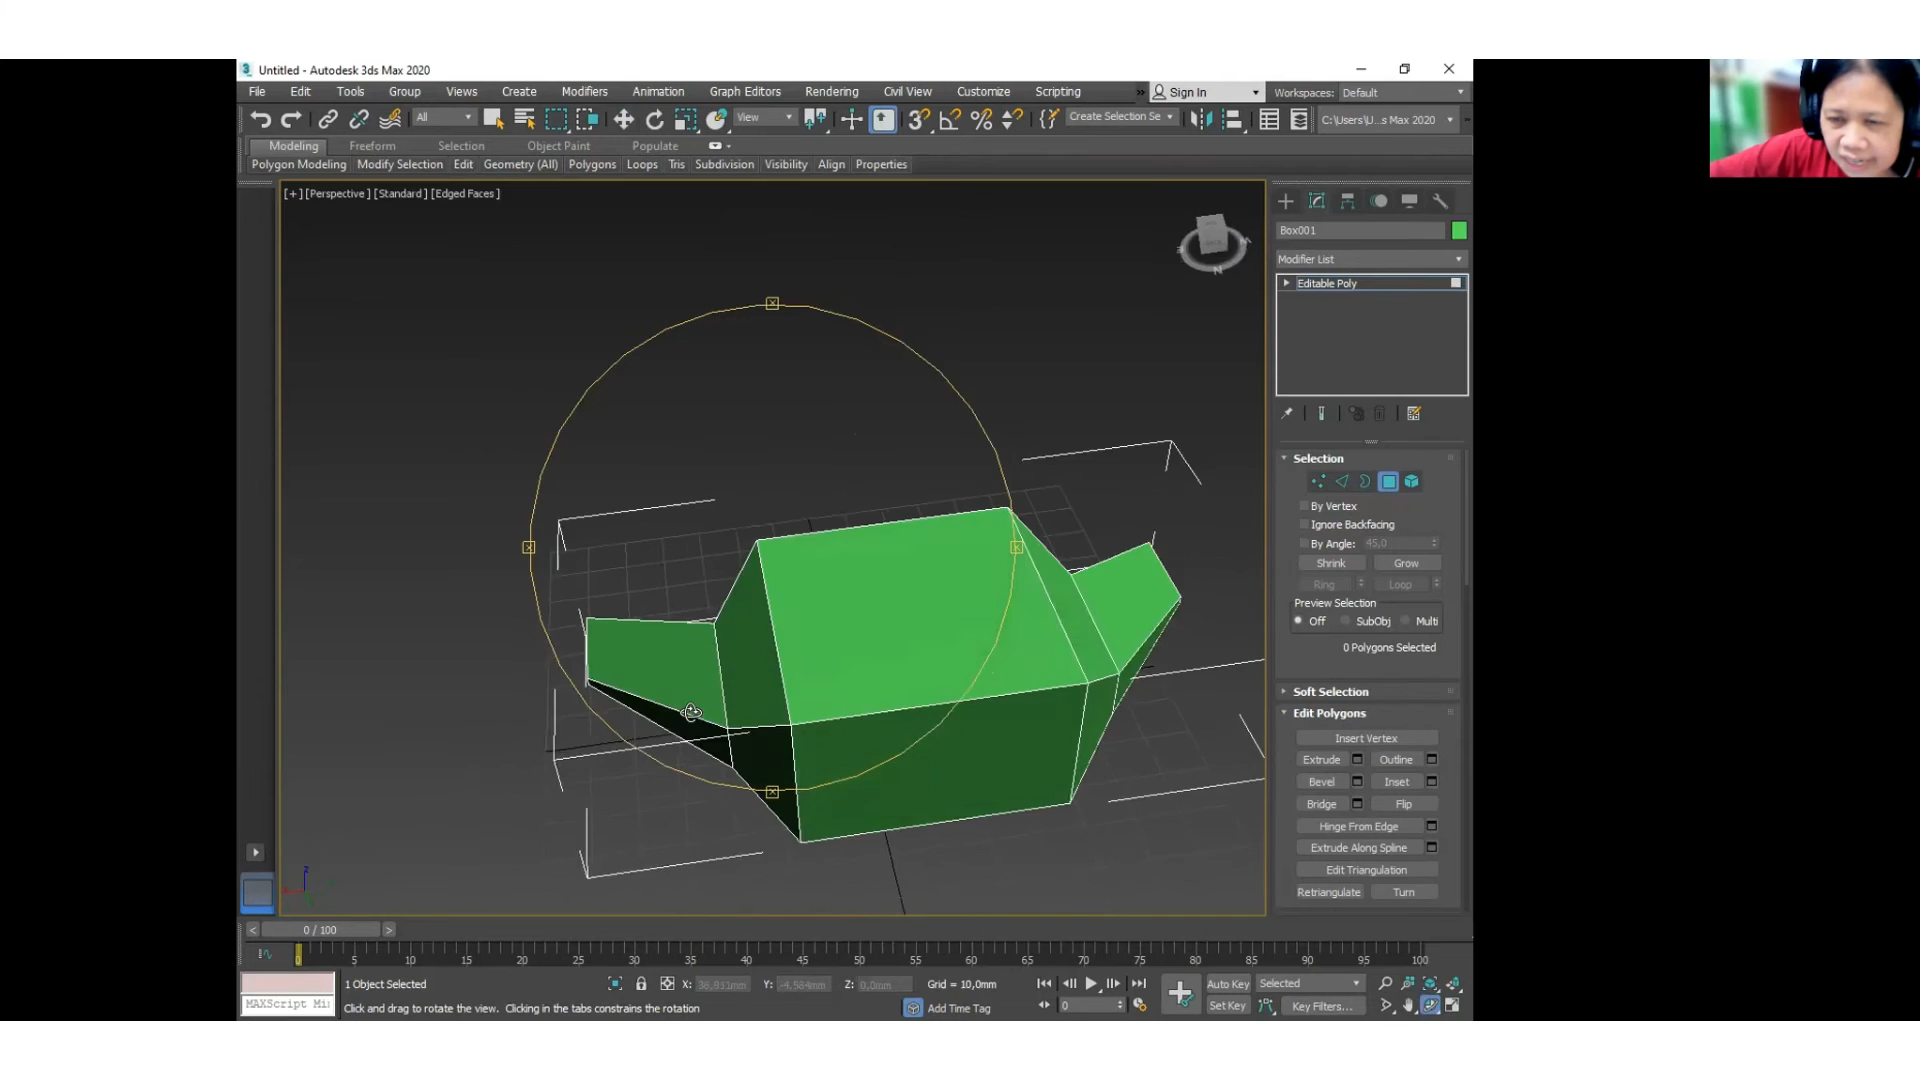 Untitled - Autodesk 3ds Max 2020
File Edit Tools Group Views Create Modifiers Animation Graph Editors Rendering Civil View Customize Scripting » Sign In Workspaces: Default
All View Create Selection Se C:\Users\U...s Max 2020
Modeling Freeform Selection Object Paint Populate
Polygon Modeling Modify Selection Edit Geometry (All) Polygons Loops Tris Subdivision Visibility Align Properties
[+] [Perspective] [Standard] [Edged Faces]
N
Box001
Modifier List
Editable Poly
Selection
By Vertex
Ignore Backfacing
By Angle: 45,0
Shrink Grow
Ring Loop
Preview Selection
Off SubObj Multi
0 Polygons Selected
Soft Selection
Edit Polygons
Insert Vertex
Extrude Outline
Bevel Inset
Bridge Flip
Hinge From Edge
Extrude Along Spline
Edit Triangulation
Retriangulate Turn
< 0 / 100 >
0 5 10 15 20 25 30 35 40 45 50 55 60 65 70 75 80 85 90 95 100
1 Object Selected X: 36,931mm Y: -4,584mm Z: 0,0mm Grid = 10,0mm Auto Key Selected
MAXScript Mi: Click and drag to rotate the view. Clicking in the tabs constrains the rotation Add Time Tag 0 Set Key Key Filters...